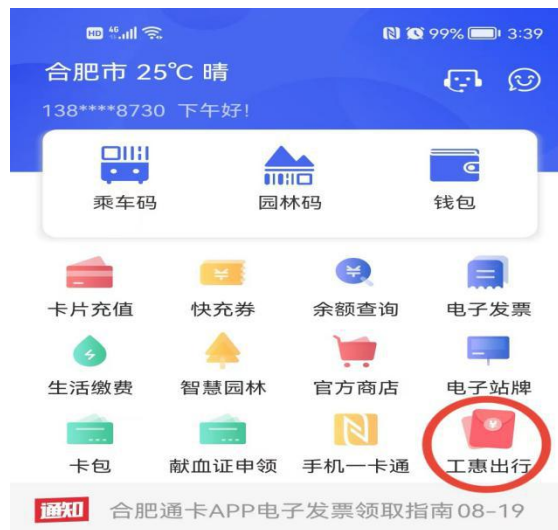 HD 4G 99% 3:39
合肥市 25℃ 晴
138****8730 下午好!
乘车码 园林码 钱包
卡片充值 快充券 余额查询 电子发票
生活缴费 智慧园林 官方商店 电子站牌
卡包 献血证申领 手机一卡通 工惠出行
通知 合肥通卡APP电子发票领取指南08-19